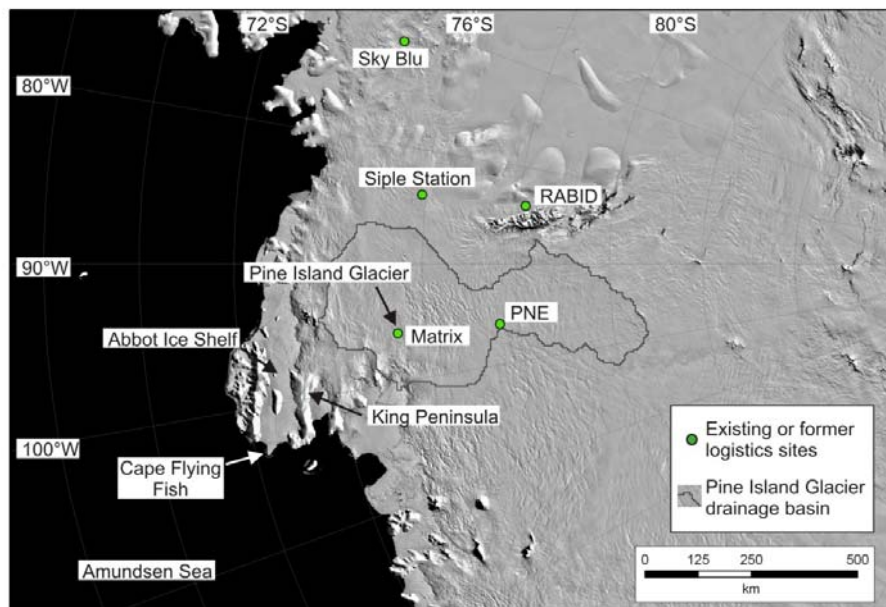 72°S
76°S
80°S
Sky Blu
80°W
Siple Station
RABID
90°W
Pine Island Glacier
PNE
Abbot Ice Shelf
Matrix
King Peninsula
100°W
Cape Flying
Fish
Existing or former
logistics sites
Pine Island Glacier
drainage basin
Amundsen Sea
0 125 250 500
km